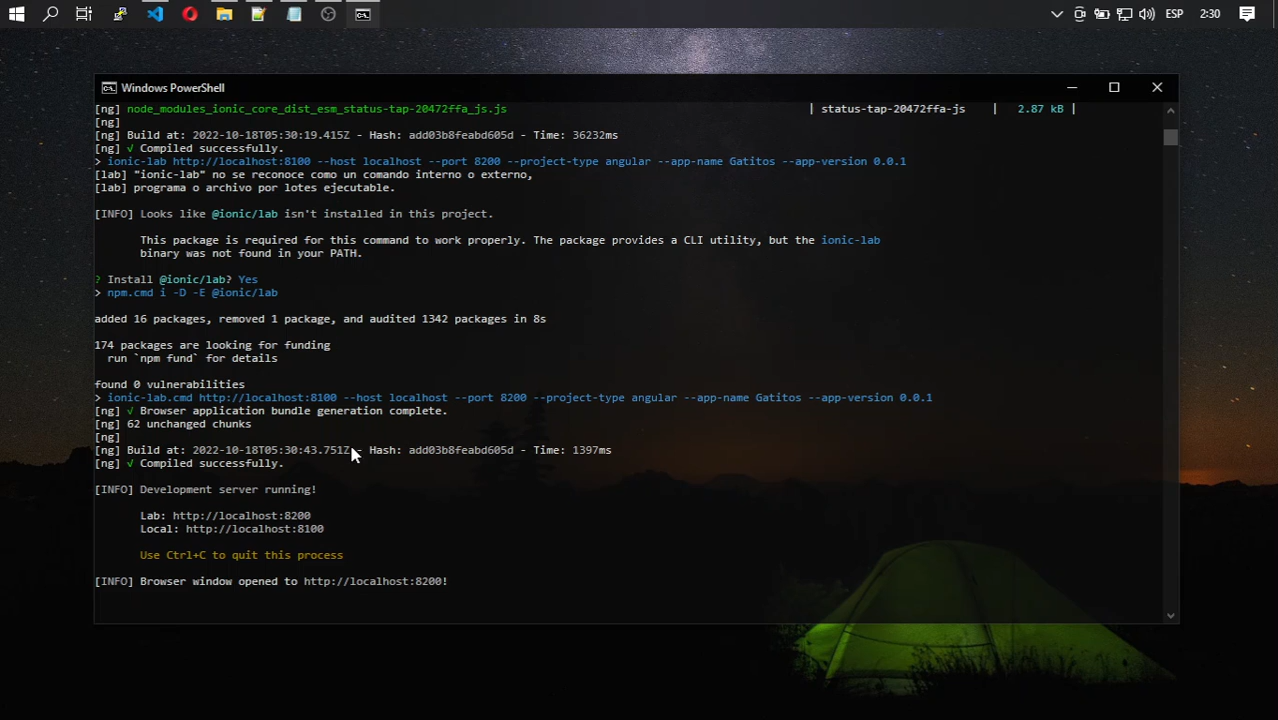 ESP 2:30
Windows PowerShell
[ng] node_modules_ionic_core_dist_esm_status-tap-20472ffa_js.js | status-tap-20472ffa-js | 2.87 kB |
[ng]
[ng] Build at: 2022-10-18T05:30:19.415Z - Hash: add03b8feabd605d - Time: 36232ms
[ng] √ Compiled successfully.
> ionic-lab http://localhost:8100 --host localhost --port 8200 --project-type angular --app-name Gatitos --app-version 0.0.1
[lab] "ionic-lab" no se reconoce como un comando interno o externo,
[lab] programa o archivo por lotes ejecutable.
[INFO] Looks like @ionic/lab isn't installed in this project.
This package is required for this command to work properly. The package provides a CLI utility, but the ionic-lab
binary was not found in your PATH.
? Install @ionic/lab? Yes
> npm.cmd i -D -E @ionic/lab
added 16 packages, removed 1 package, and audited 1342 packages in 8s
174 packages are looking for funding
run `npm fund` for details
found 0 vulnerabilities
> ionic-lab.cmd http://localhost:8100 --host localhost --port 8200 --project-type angular --app-name Gatitos --app-version 0.0.1
[ng] √ Browser application bundle generation complete.
[ng] 62 unchanged chunks
[ng]
[ng] Build at: 2022-10-18T05:30:43.751Z - Hash: add03b8feabd605d - Time: 1397ms
[ng] √ Compiled successfully.
[INFO] Development server running!
Lab: http://localhost:8200
Local: http://localhost:8100
Use Ctrl+C to quit this process
[INFO] Browser window opened to http://localhost:8200!